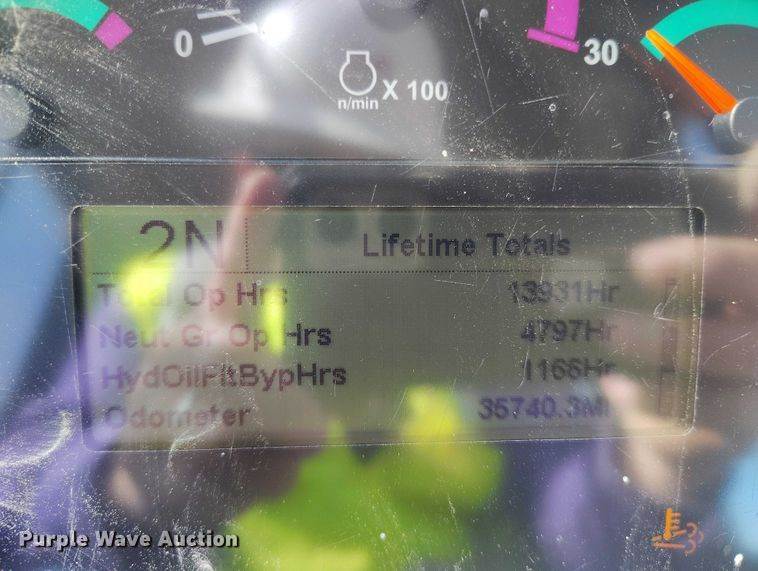 0
30
n/min X 100
2N
Lifetime Totals
Total Op Hrs 13931Hr
Neut Gr Op Hrs 4797Hr
HydOilFltBypHrs 1166Hr
Odometer 35740.3Mi
Purple Wave Auction